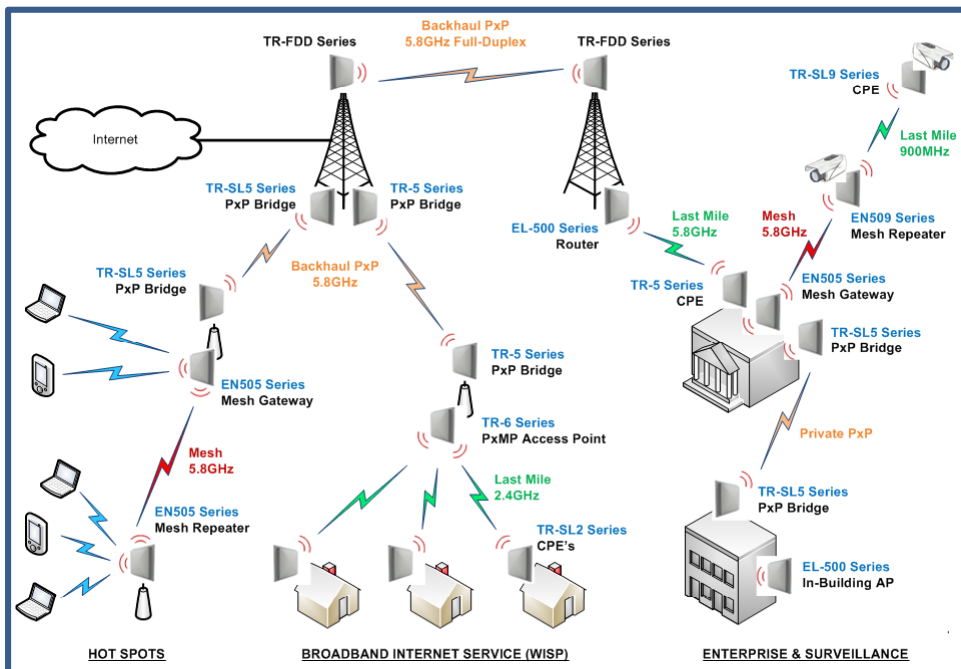 Backhaul PxP
5.8GHz Full-Duplex
TR-FDD Series
TR-FDD Series
TR-SL9 Series
CPE
Internet
Last Mile
900MHz
TR-SL5 Series
PxP Bridge
TR-5 Series
PxP Bridge
EL-500 Series
Router
Last Mile
5.8GHz
Mesh
5.8GHz
EN509 Series
Mesh Repeater
TR-SL5 Series
PxP Bridge
Backhaul PxP
5.8GHz
TR-5 Series
CPE
EN505 Series
Mesh Gateway
TR-SL5 Series
PxP Bridge
TR-5 Series
PxP Bridge
EN505 Series
Mesh Gateway
TR-6 Series
PxMP Access Point
Private PxP
Mesh
5.8GHz
Last Mile
2.4GHz
TR-SL5 Series
PxP Bridge
EN505 Series
Mesh Repeater
TR-SL2 Series
CPE's
EL-500 Series
In-Building AP
HOT SPOTS
BROADBAND INTERNET SERVICE (WISP)
ENTERPRISE & SURVEILLANCE